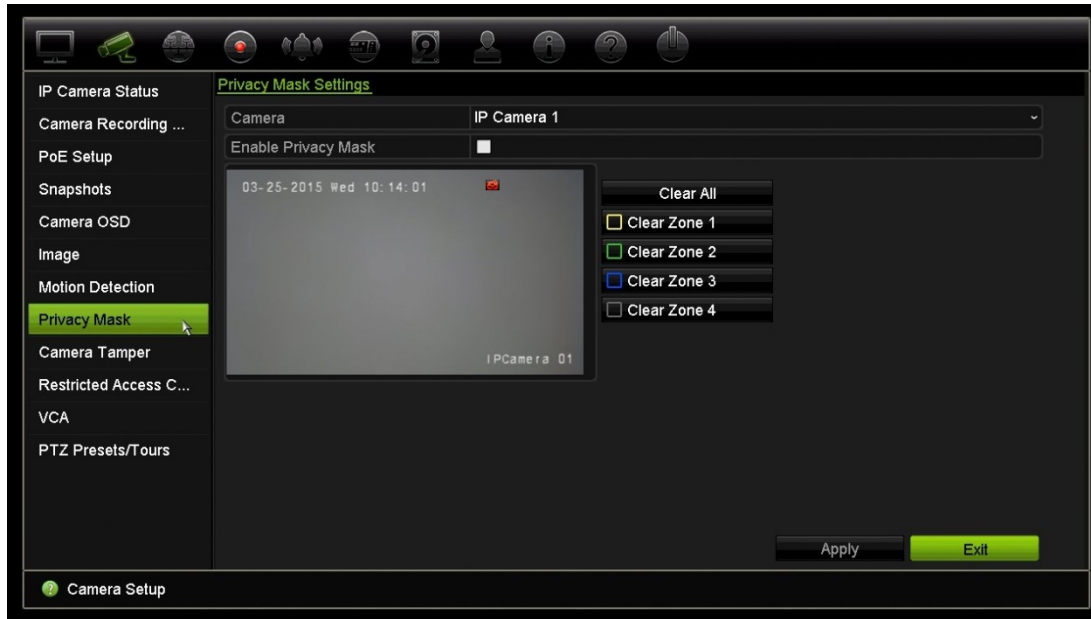 Privacy Mask Settings
IP Camera Status
Camera Recording ...
PoE Setup
Snapshots
Camera OSD
Image
Motion Detection
Privacy Mask
Camera Tamper
Restricted Access C...
VCA
PTZ Presets/Tours
Camera IP Camera 1
Enable Privacy Mask
03-25-2015 Wed 10:14:01
IPCamera 01
Clear All
Clear Zone 1
Clear Zone 2
Clear Zone 3
Clear Zone 4
Apply Exit
Camera Setup